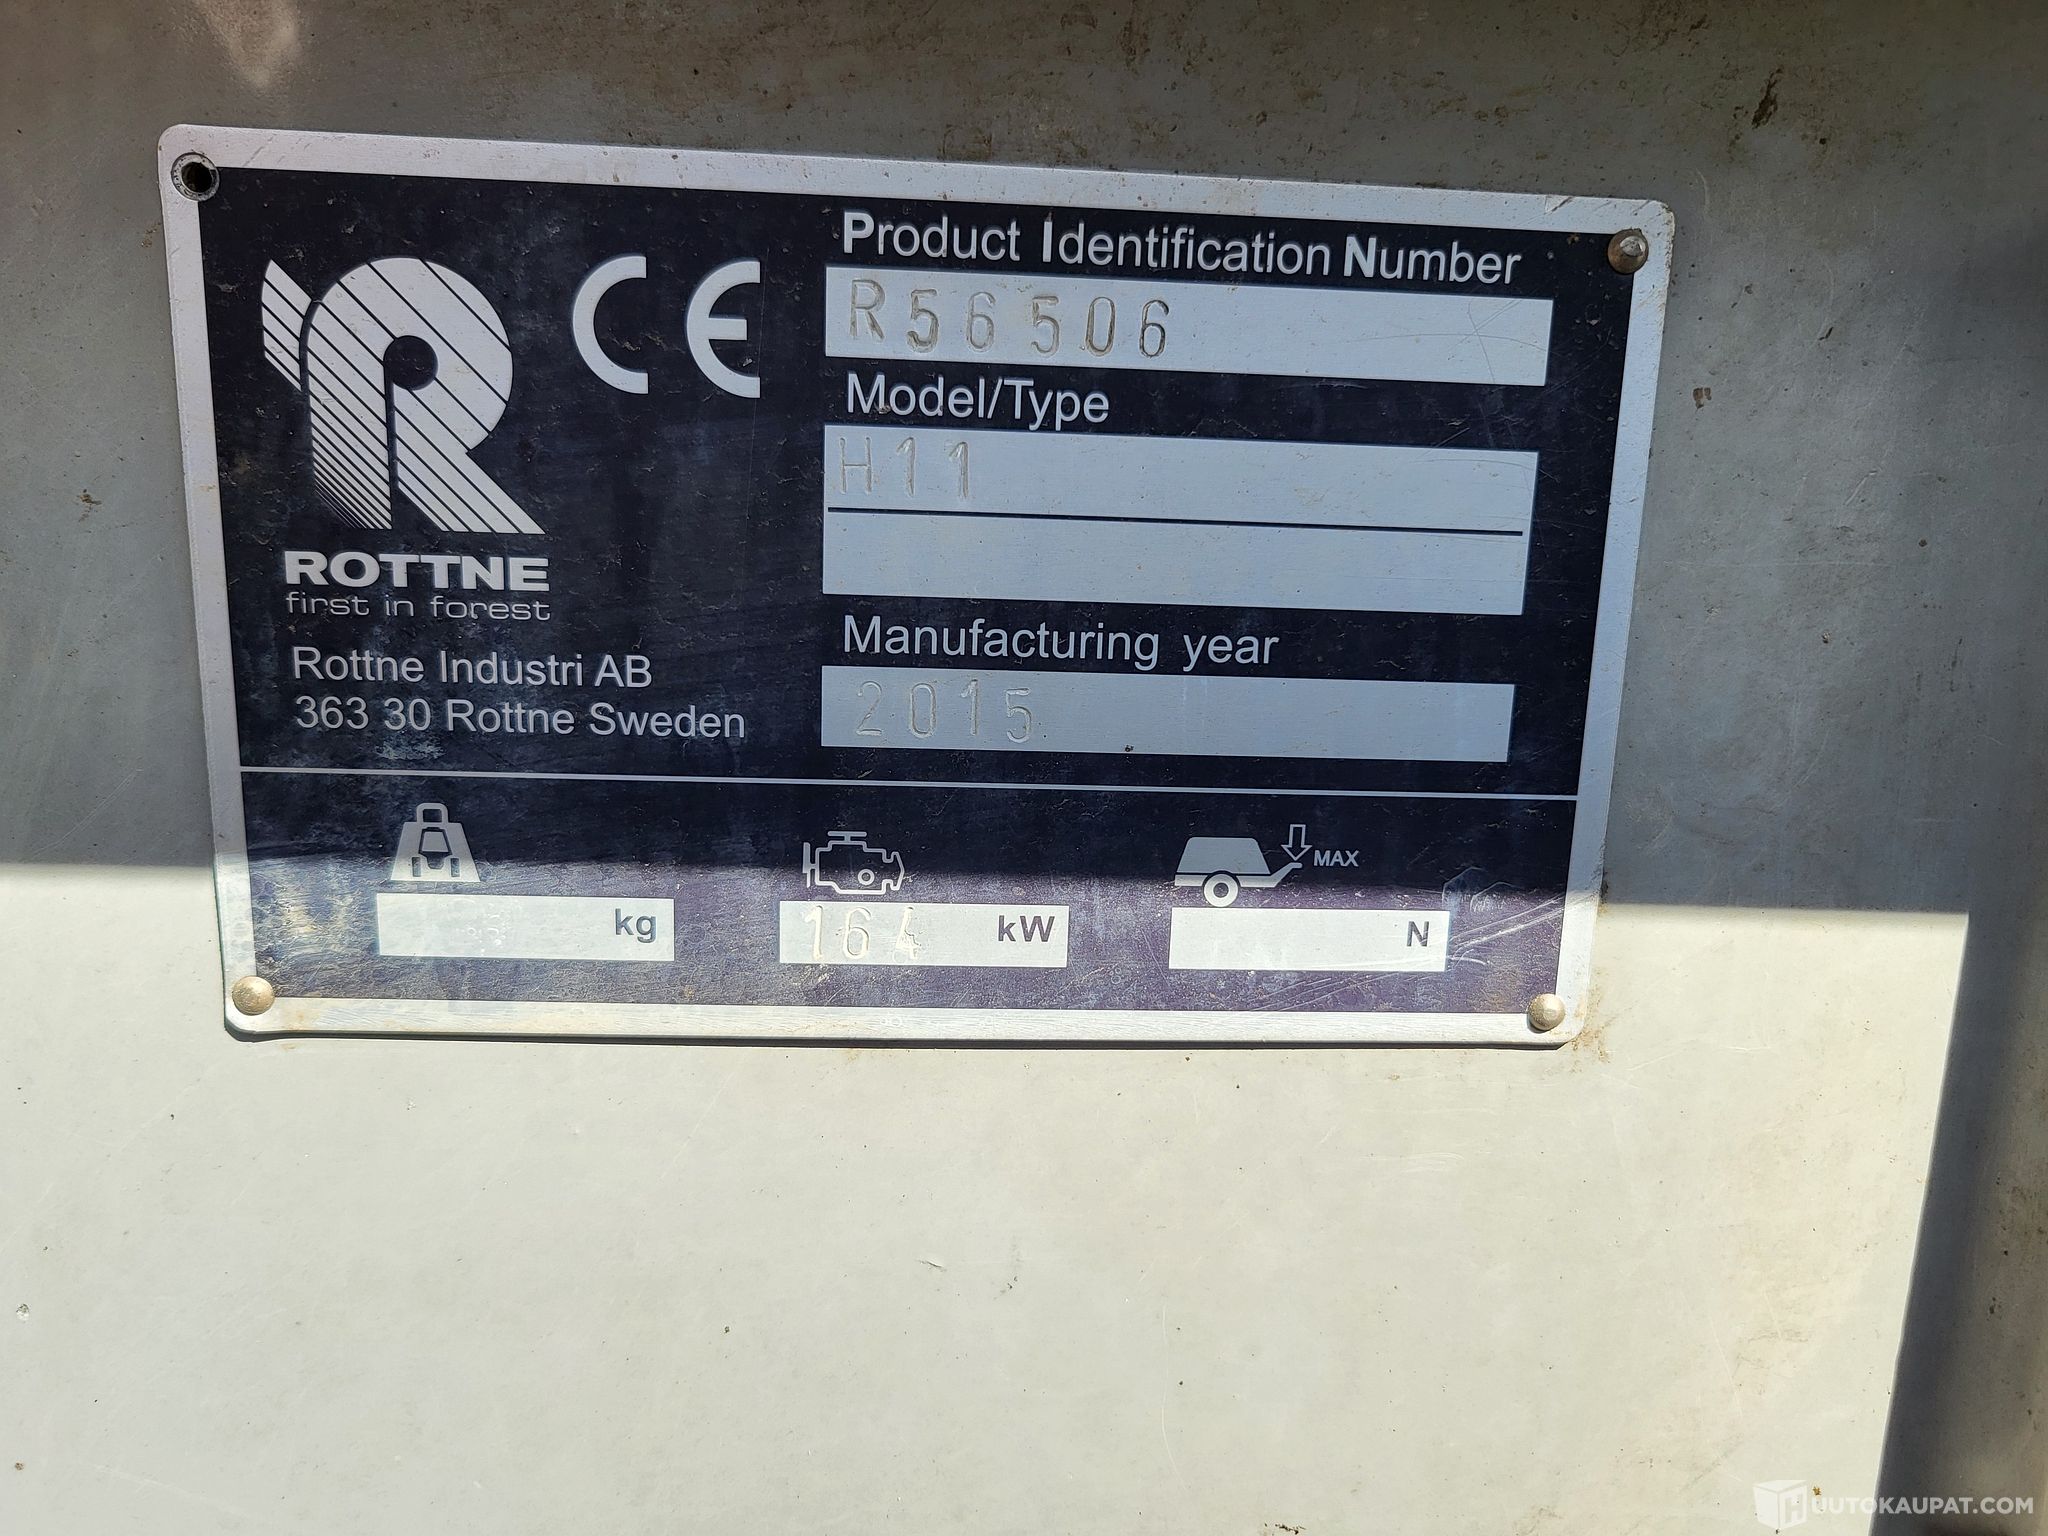 Product Identification Number
R56506
CE
Model/Type
H11
ROTTNE
first in forest
Rottne Industri AB
363 30 Rottne Sweden
Manufacturing year
2015
MAX
kg
164 kW
N
HUUTOKAUPAT.COM